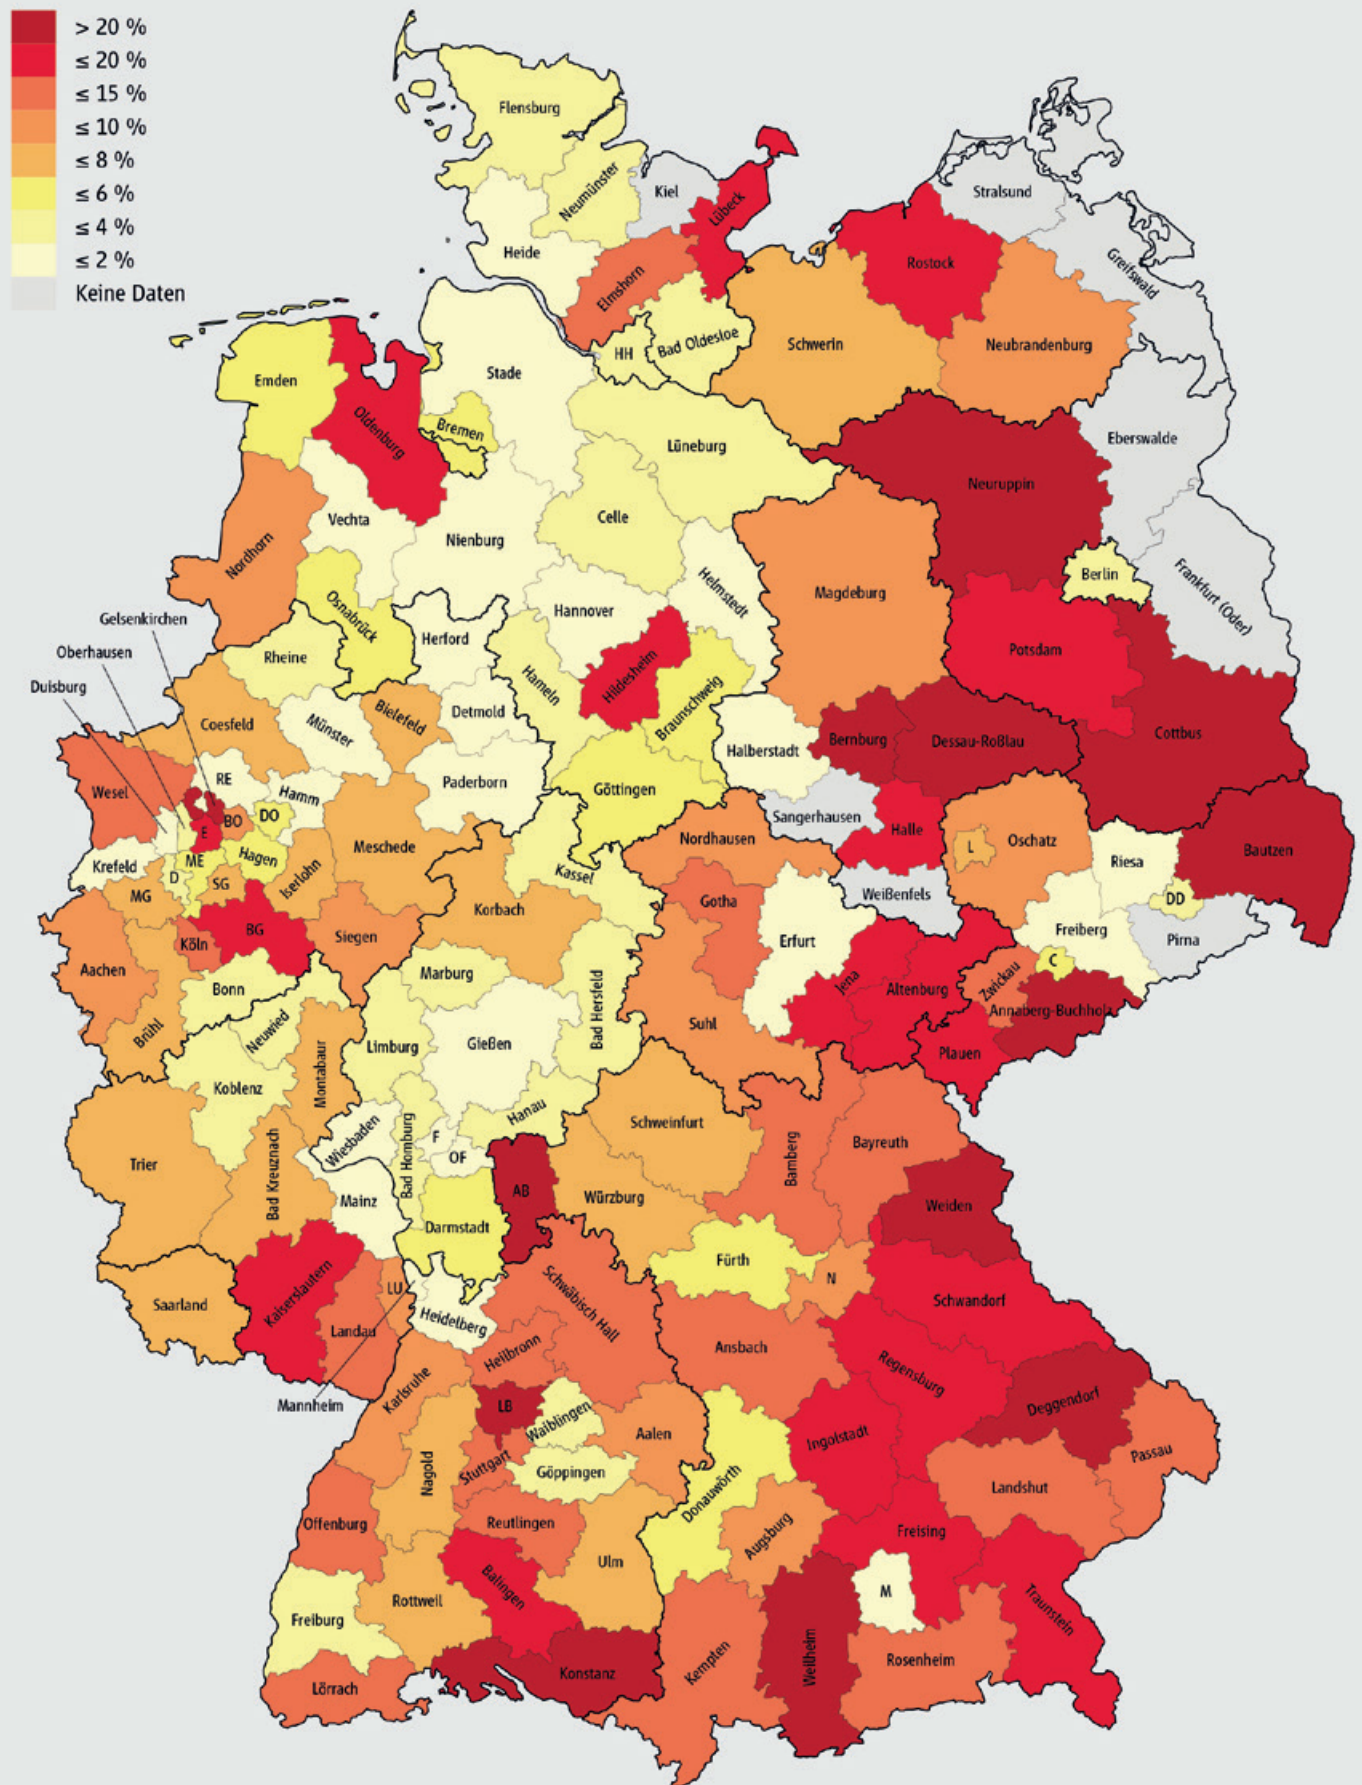 > 20 %
≤ 20 %
≤ 15 %
≤ 10 %
≤ 8 %
≤ 6 %
≤ 4 %
≤ 2 %
Keine Daten
Flensburg
Neumünster
Kiel
Lübeck
Stralsund
Heide
Elmshorn
Rostock
Greifswald
HH
Bad Oldesloe
Schwerin
Neubrandenburg
Emden
Stade
Oldenburg
Bremen
Lüneburg
Eberswalde
Neuruppin
Vechta
Celle
Nienburg
Nordhorn
Helmstedt
Berlin
Magdeburg
Frankfurt (Oder)
Osnabrück
Hannover
Gelsenkirchen
Herford
Potsdam
Oberhausen
Rheine
Hildesheim
Duisburg
Hameln
Braunschweig
Coesfeld
Münster
Bielefeld
Detmold
Halberstadt
Bernburg
Dessau-Roßlau
Cottbus
Wesel
RE
Hamm
Paderborn
Göttingen
Sangerhausen
E
BO
DO
Meschede
Nordhausen
Halle
L
Oschatz
Riesa
Bautzen
Krefeld
ME
Hagen
D
SG
Iserlohn
Kassel
MG
Korbach
Gotha
Weißenfels
DD
Köln
BG
Siegen
Erfurt
Freiberg
Pirna
Aachen
Marburg
C
Bonn
Bad Hersfeld
Jena
Altenburg
Zwickau
Annaberg-Buchholz
Brühl
Neuwied
Limburg
Gießen
Suhl
Plauen
Koblenz
Montabaur
Hanau
Schweinfurt
Trier
Bad Kreuznach
Wiesbaden
Bad Homburg
F
OF
Bamberg
Bayreuth
Mainz
AB
Würzburg
Weiden
Darmstadt
Fürth
N
Saarland
Kaiserslautern
LU
Heidelberg
Schwäbisch Hall
Schwandorf
Landau
Heilbronn
Ansbach
Regensburg
Mannheim
Karlsruhe
LB
Waiblingen
Aalen
Deggendorf
Ingolstadt
Passau
Nagold
Stuttgart
Göppingen
Donauwörth
Landshut
Offenburg
Reutlingen
Augsburg
Freising
Ulm
Balingen
Rottweil
M
Traunstein
Freiburg
Konstanz
Kempten
Weilheim
Rosenheim
Lörrach